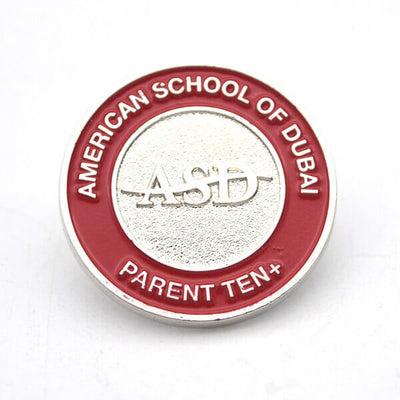 AMERICAN SCHOOL OF DUBAI
ASD
PARENT TEN+